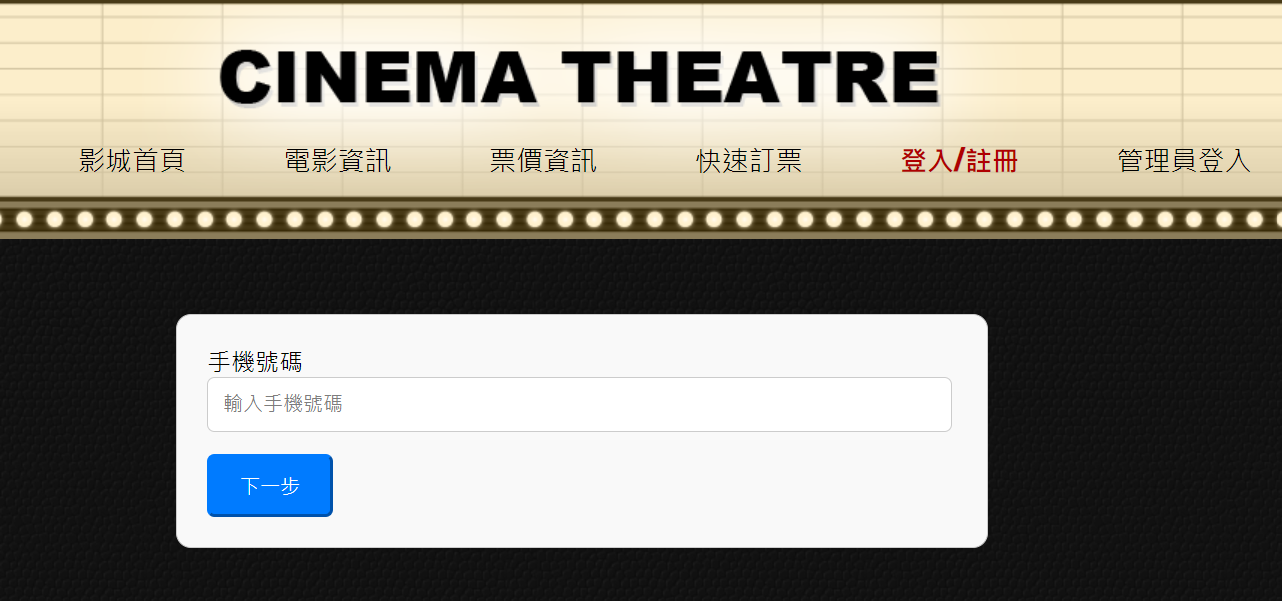 CINEMA THEATRE
影城首頁 電影資訊 票價資訊 快速訂票 登入/註冊 管理員登入
手機號碼
輸入手機號碼
下一步